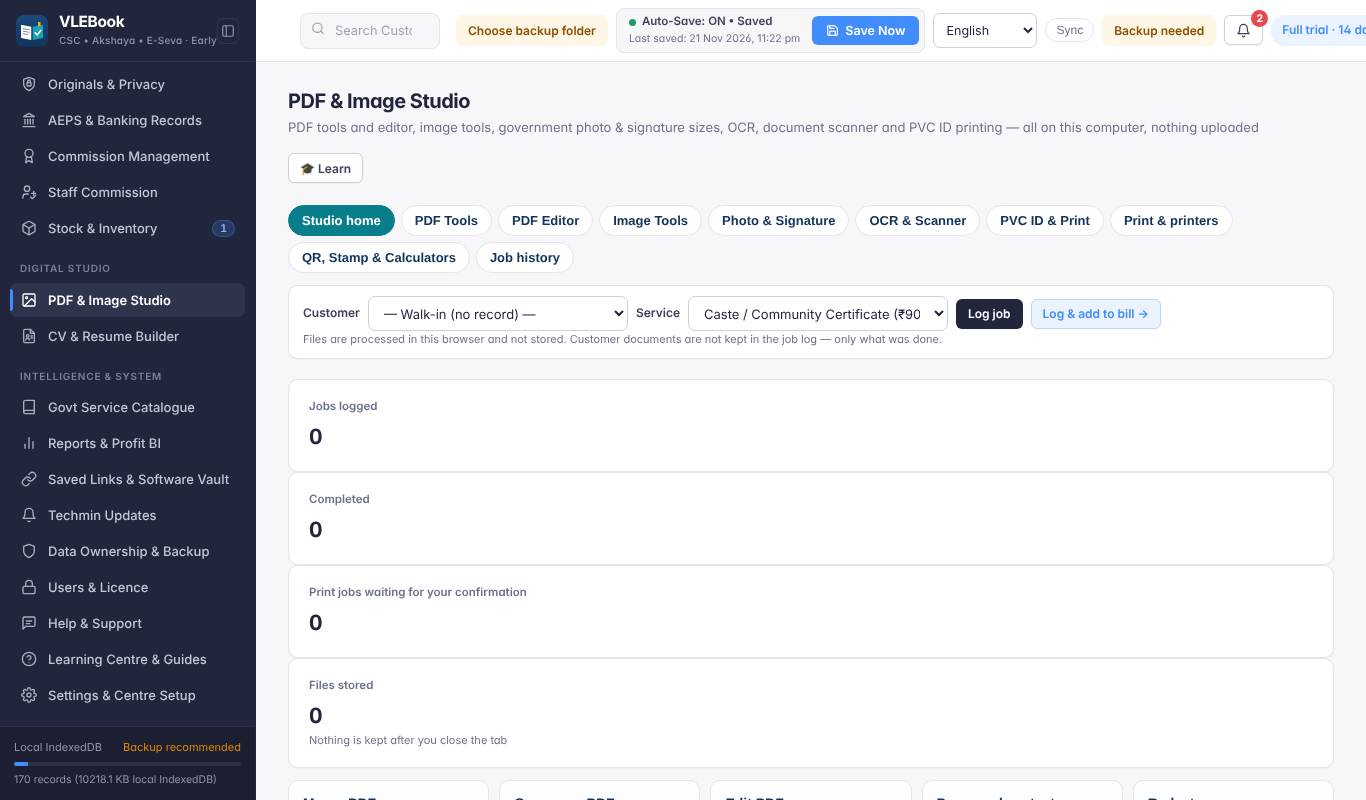 VLEBook
CSC • Akshaya • E-Seva · Early
Originals & Privacy
AEPS & Banking Records
Commission Management
Staff Commission
Stock & Inventory 1
DIGITAL STUDIO
PDF & Image Studio
CV & Resume Builder
INTELLIGENCE & SYSTEM
Govt Service Catalogue
Reports & Profit BI
Saved Links & Software Vault
Techmin Updates
Data Ownership & Backup
Users & Licence
Help & Support
Learning Centre & Guides
Settings & Centre Setup
Local IndexedDB Backup recommended
170 records (10218.1 KB local IndexedDB)
Search Custo
Choose backup folder
Auto-Save: ON • Saved
Last saved: 21 Nov 2026, 11:22 pm
Save Now
English
Sync
Backup needed
2
Full trial · 14 da
PDF & Image Studio
PDF tools and editor, image tools, government photo & signature sizes, OCR, document scanner and PVC ID printing — all on this computer, nothing uploaded
🎓 Learn
Studio home PDF Tools PDF Editor Image Tools Photo & Signature OCR & Scanner PVC ID & Print Print & printers
QR, Stamp & Calculators Job history
Customer — Walk-in (no record) — Service Caste / Community Certificate (₹90 Log job Log & add to bill →
Files are processed in this browser and not stored. Customer documents are not kept in the job log — only what was done.
Jobs logged
0
Completed
0
Print jobs waiting for your confirmation
0
Files stored
0
Nothing is kept after you close the tab